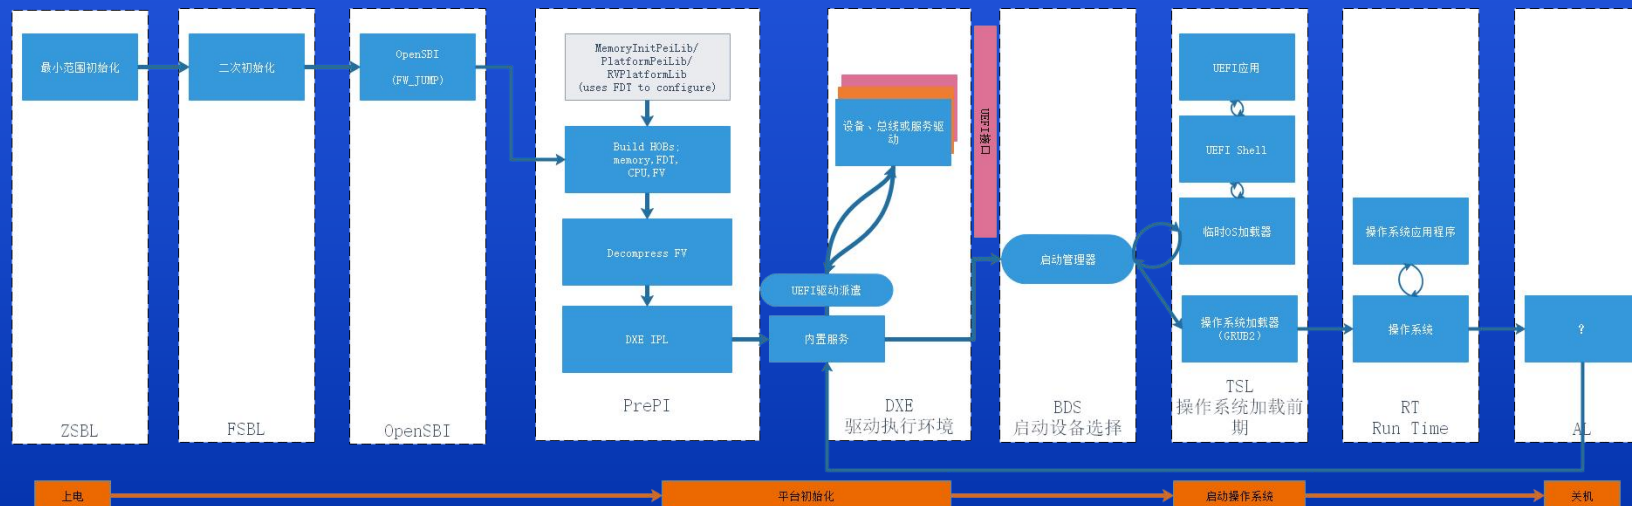 最小范围初始化
ZSBL
二次初始化
FSBL
OpenSBI
(FW_JUMP)
OpenSBI
MemoryInitPeiLib/
PlatformPeiLib/
RVPlatformLib
(uses FDT to configure)
Build HOBs:
memory,FDT,
CPU,FV
Decompress FV
DXE IPL
PrePI
设备、总线或服务驱
动
UEFI驱动派遣
内置服务
DXE
驱动执行环境
UEFI接口
启动管理器
BDS
启动设备选择
UEFI应用
UEFI Shell
临时OS加载器
操作系统加载器
(GRUB2)
TSL
操作系统加载前
期
操作系统应用程序
操作系统
RT
Run Time
?
AL
上电
平台初始化
启动操作系统
关机